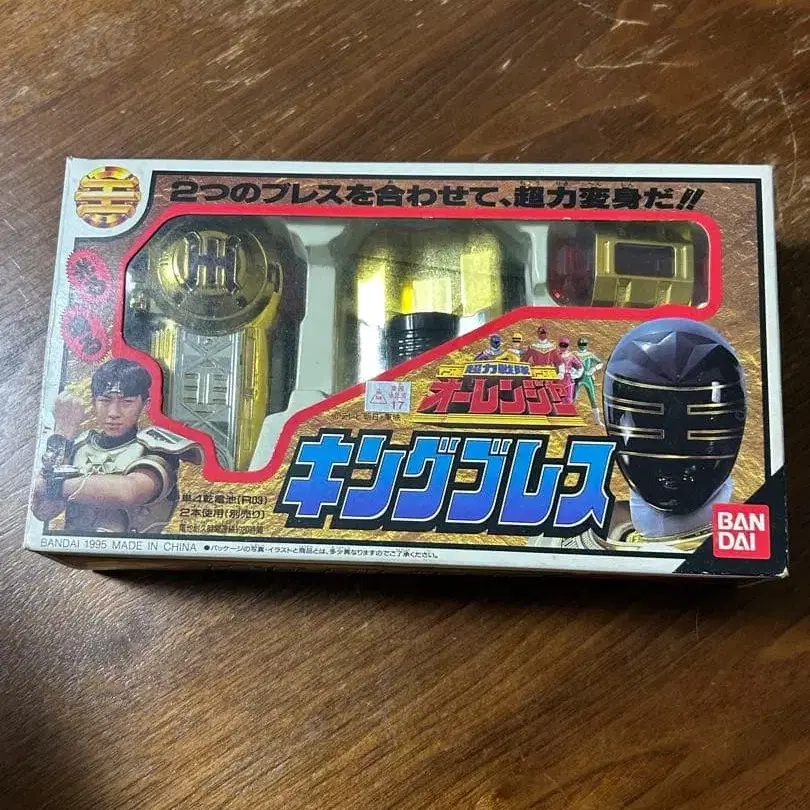 王
2つのブレスを合わせて、超力変身だ!!
超力戦隊
オーレンジャー
キングブレス
17
単4乾電池(R03)
2本使用(別売り)
BANDAI 1995 MADE IN CHINA
●パッケージの写真・イラストと商品とは、多少異なりますのでご了承ください。
BAN
DAI